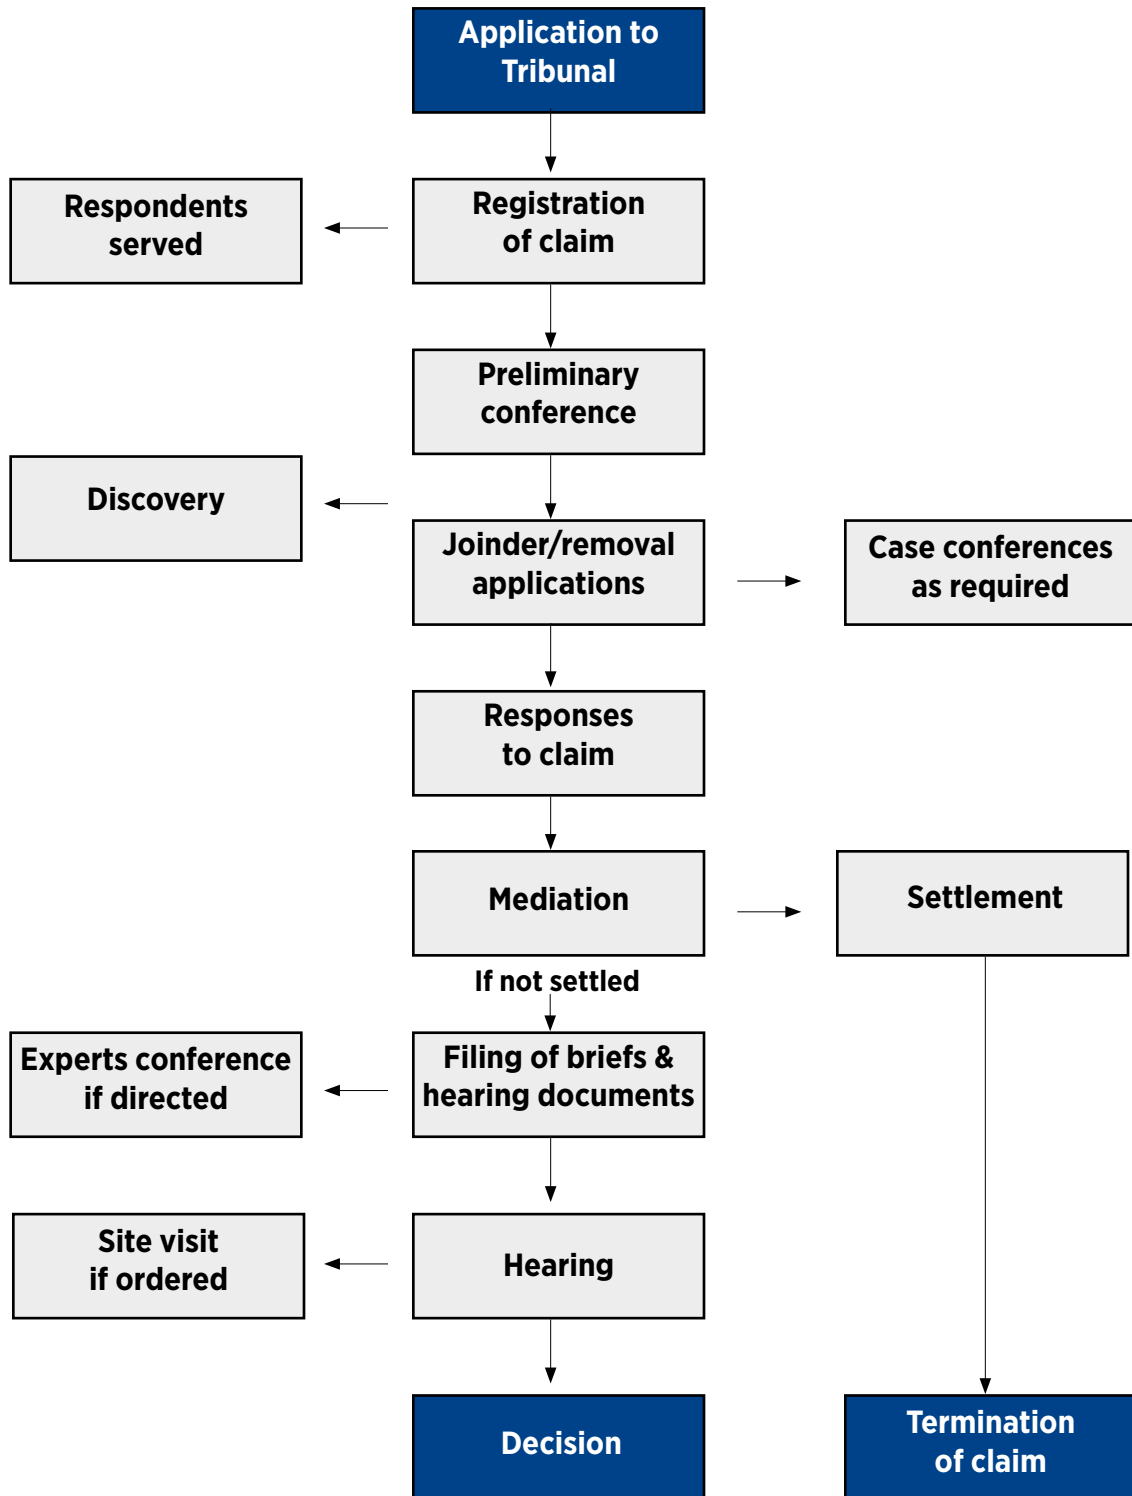 Application to
Tribunal
Respondents
served
Registration
of claim
Preliminary
conference
Discovery
Joinder/removal
applications
Case conferences
as required
Responses
to claim
Mediation
Settlement
If not settled
Experts conference
if directed
Filing of briefs &
hearing documents
Site visit
if ordered
Hearing
Decision
Termination
of claim